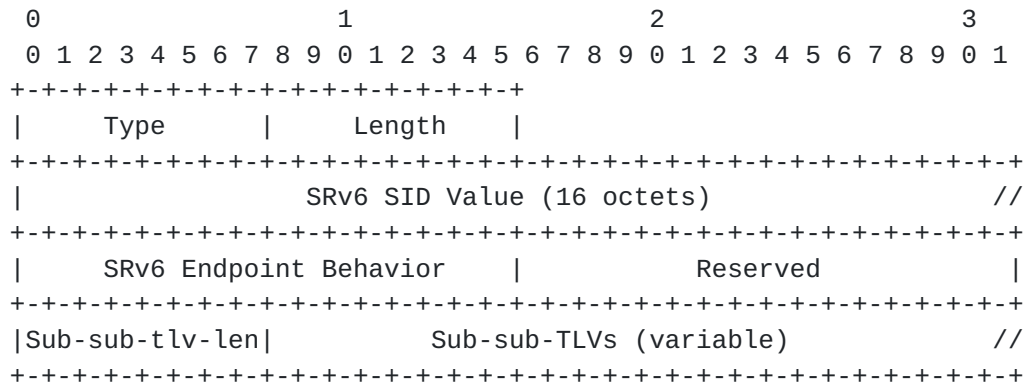 0                   1                   2                   3
 0 1 2 3 4 5 6 7 8 9 0 1 2 3 4 5 6 7 8 9 0 1 2 3 4 5 6 7 8 9 0 1
+-+-+-+-+-+-+-+-+-+-+-+-+-+-+-+-+
|     Type      |     Length    |
+-+-+-+-+-+-+-+-+-+-+-+-+-+-+-+-+-+-+-+-+-+-+-+-+-+-+-+-+-+-+-+-+
|                  SRv6 SID Value (16 octets)                  //
+-+-+-+-+-+-+-+-+-+-+-+-+-+-+-+-+-+-+-+-+-+-+-+-+-+-+-+-+-+-+-+-+
|     SRv6 Endpoint Behavior    |           Reserved            |
+-+-+-+-+-+-+-+-+-+-+-+-+-+-+-+-+-+-+-+-+-+-+-+-+-+-+-+-+-+-+-+-+
|Sub-sub-tlv-len|          Sub-sub-TLVs (variable)             //
+-+-+-+-+-+-+-+-+-+-+-+-+-+-+-+-+-+-+-+-+-+-+-+-+-+-+-+-+-+-+-+-+